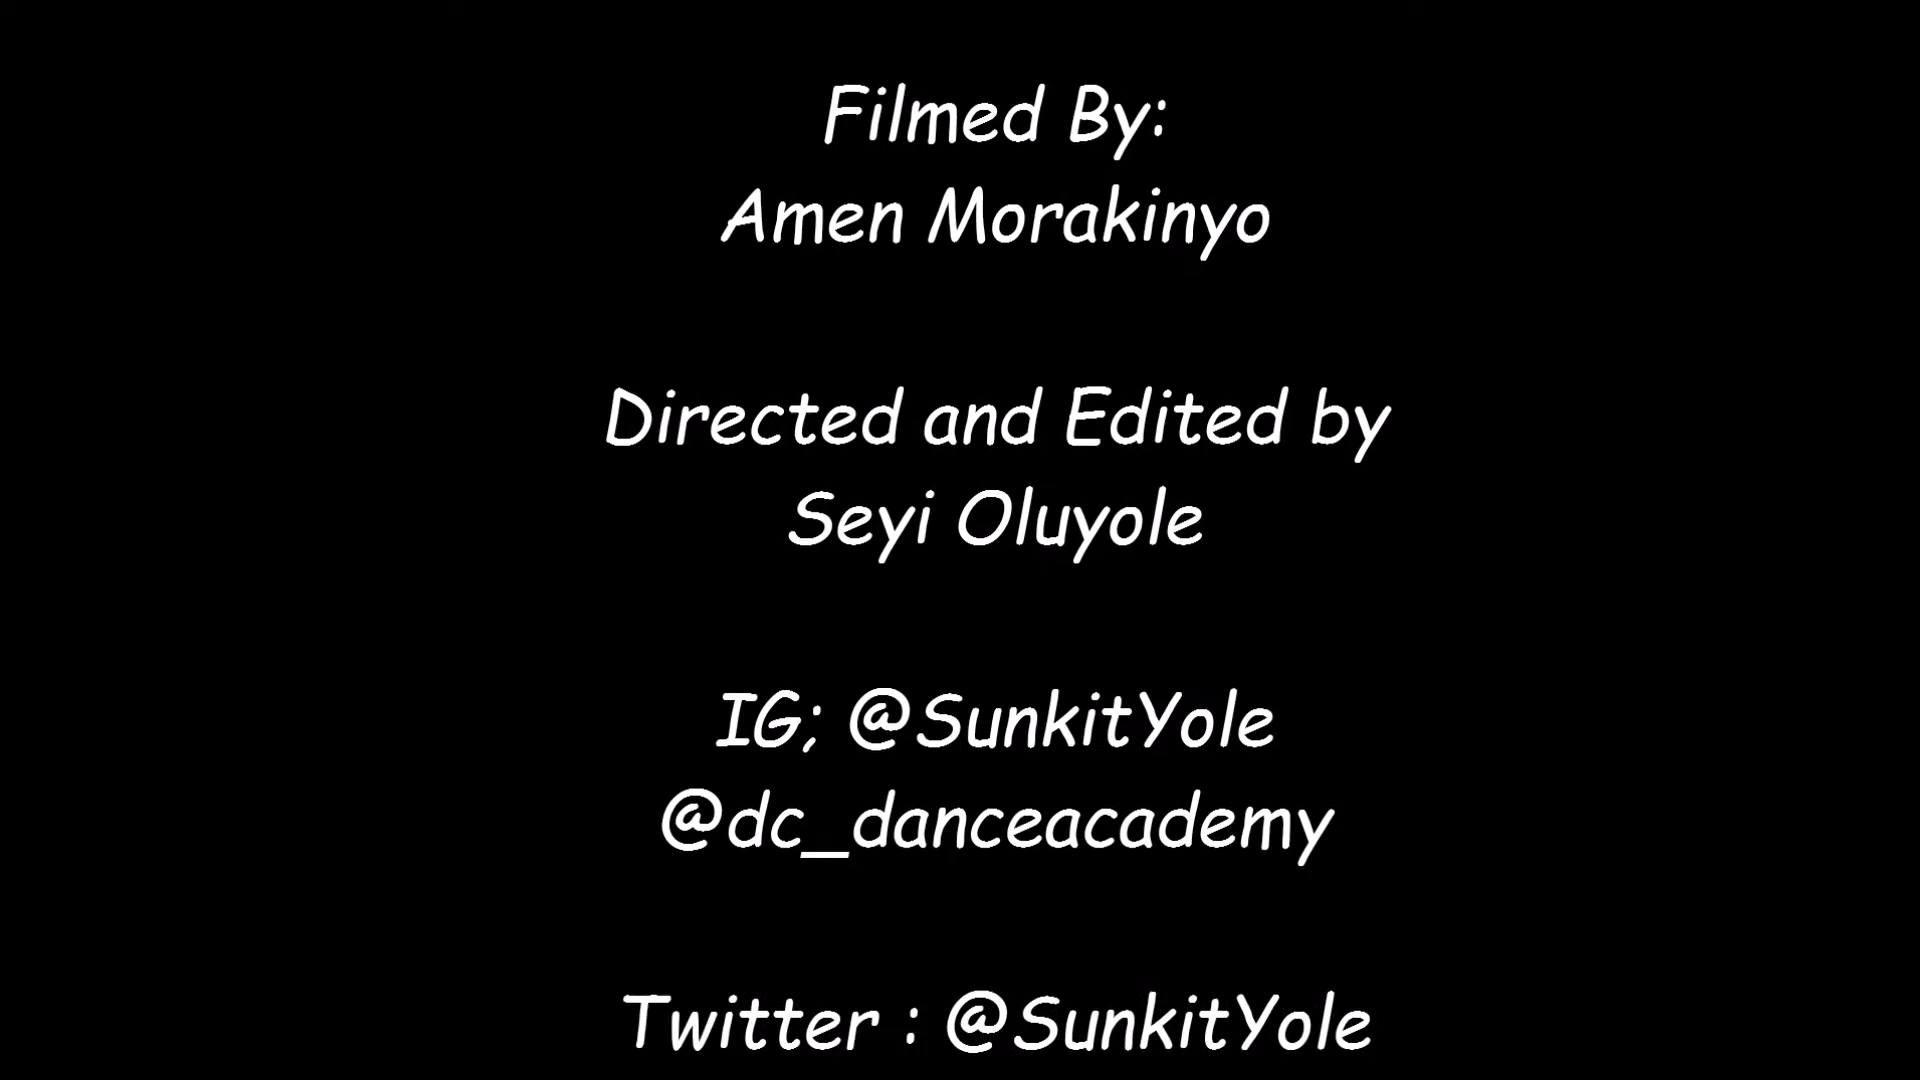 Filmed By:
Amen Morakinyo
Directed and Edited by
Seyi Oluyole
IG; @SunkitYole
@dc_danceacademy
Twitter : @SunkitYole